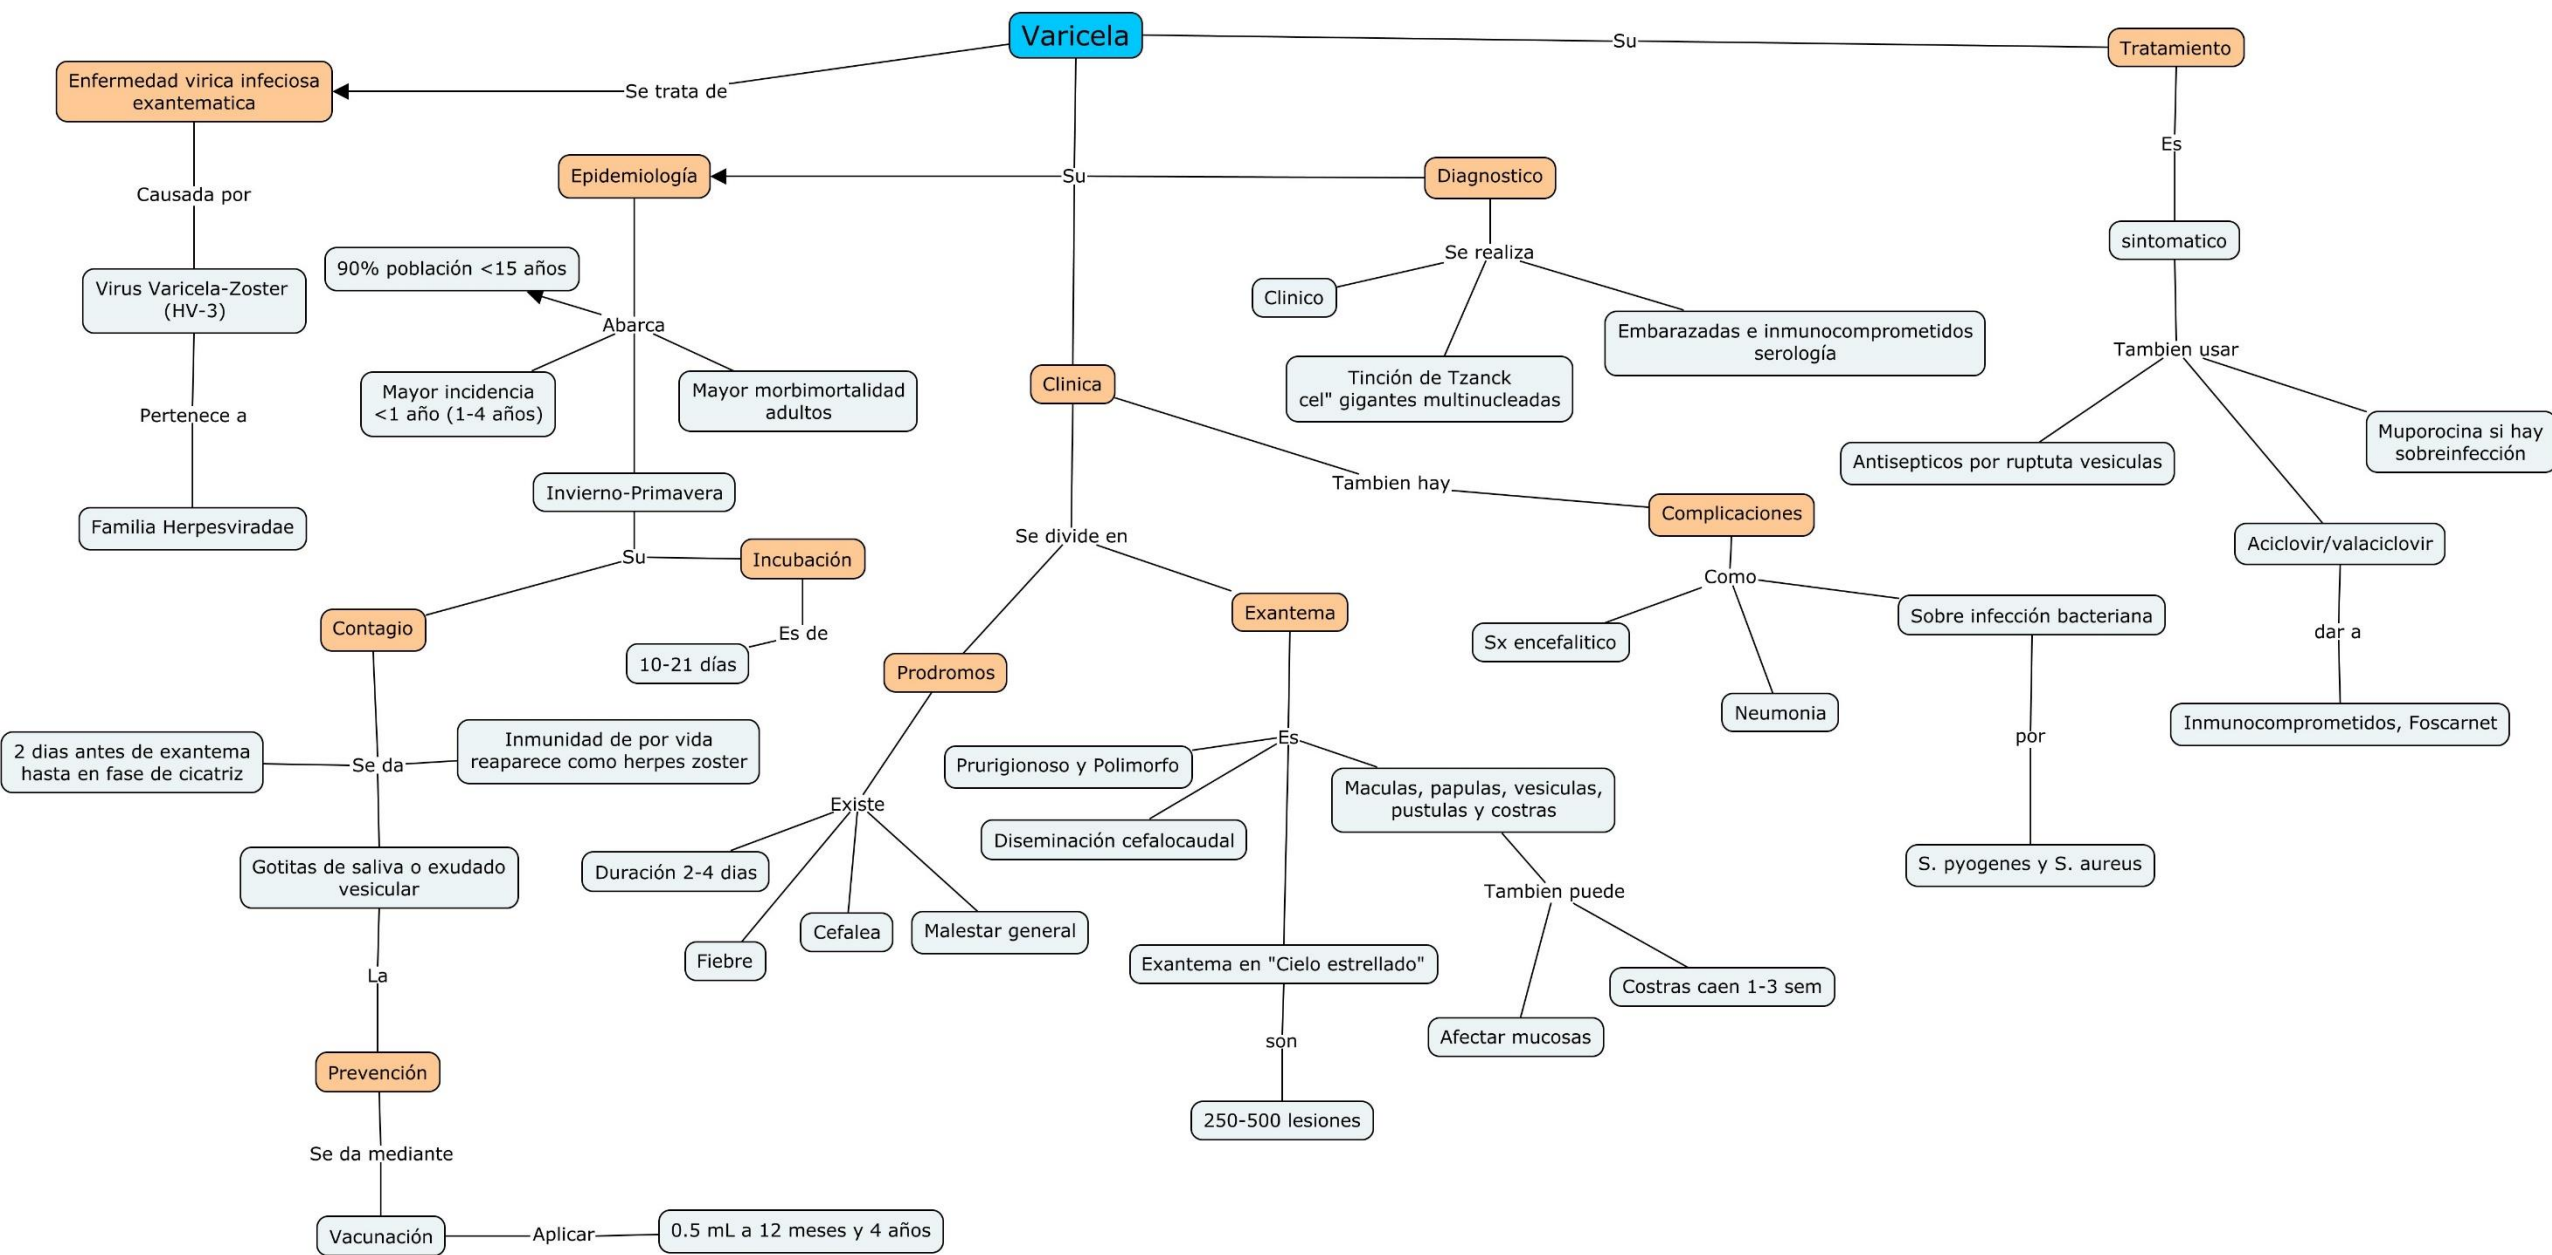 Varicela
Su
Tratamiento
Se trata de
Enfermedad virica infeciosa
exantematica
Causada por
Virus Varicela-Zoster
(HV-3)
Pertenece a
Familia Herpesviradae
Su
Epidemiología
Abarca
90% población <15 años
Mayor incidencia
<1 año (1-4 años)
Mayor morbimortalidad
adultos
Invierno-Primavera
Su
Incubación
Es de
10-21 días
Contagio
Se da
2 dias antes de exantema
hasta en fase de cicatriz
Inmunidad de por vida
reaparece como herpes zoster
Gotitas de saliva o exudado
vesicular
La
Prevención
Se da mediante
Vacunación
Aplicar
0.5 mL a 12 meses y 4 años
Diagnostico
Se realiza
Clinico
Tinción de Tzanck
cel" gigantes multinucleadas
Embarazadas e inmunocomprometidos
serología
Clinica
Se divide en
Prodromos
Existe
Duración 2-4 dias
Fiebre
Cefalea
Malestar general
Exantema
Es
Prurigionoso y Polimorfo
Diseminación cefalocaudal
Exantema en "Cielo estrellado"
son
250-500 lesiones
Maculas, papulas, vesiculas,
pustulas y costras
Tambien puede
Afectar mucosas
Costras caen 1-3 sem
Tambien hay
Complicaciones
Como
Sx encefalitico
Neumonia
Sobre infección bacteriana
por
S. pyogenes y S. aureus
Es
sintomatico
Tambien usar
Antisepticos por ruptuta vesiculas
Aciclovir/valaciclovir
dar a
Inmunocomprometidos, Foscarnet
Muporocina si hay
sobreinfección